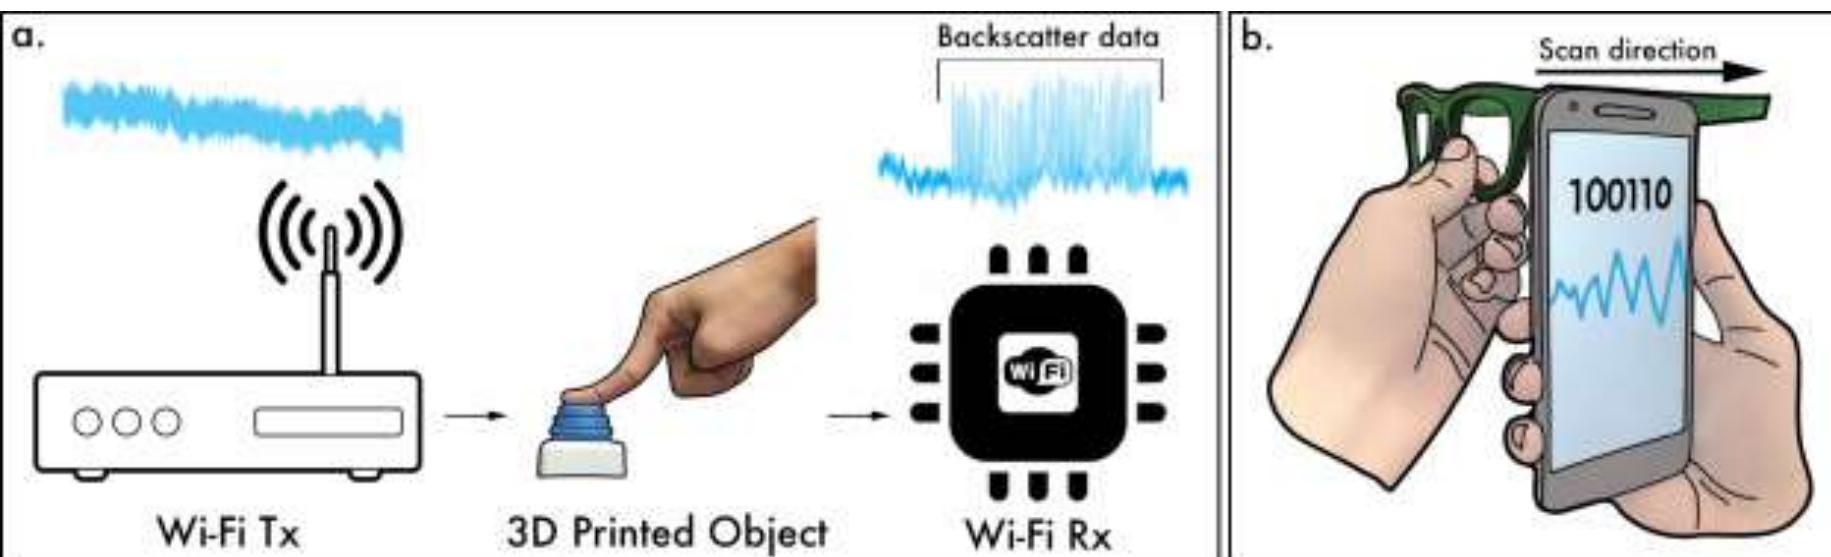 a.
Backscatter data
Wi Fi
Wi-Fi Tx
3D Printed Object
Wi-Fi Rx
b.
Scan direction
100110